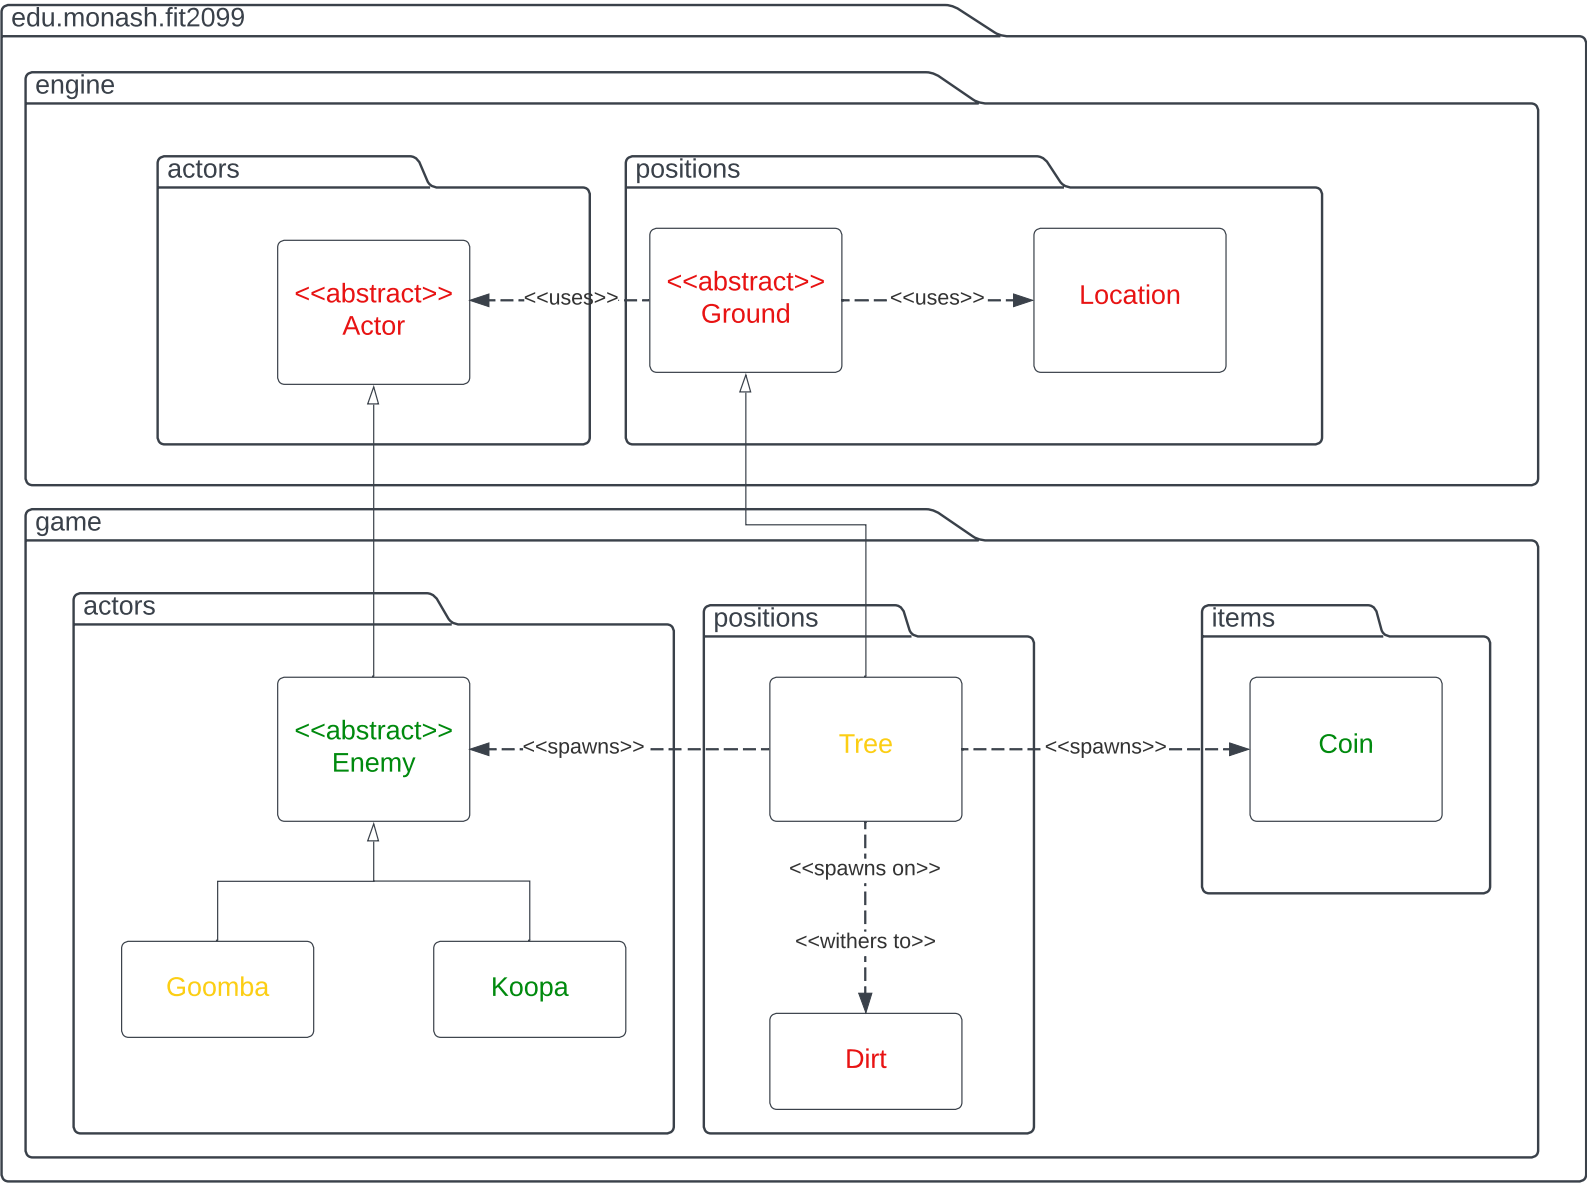 edu.monash.fit2099
engine
actors
positions
<<abstract>>
Actor
<<uses>>
<<abstract>>
Ground
<<uses>>
Location
game
actors
positions
items
<<abstract>>
Enemy
<<spawns>>
Tree
<<spawns>>
Coin
<<spawns on>>
<<withers to>>
Goomba
Koopa
Dirt